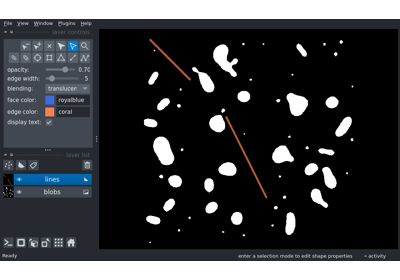 File View Window Plugins Help
layer controls
opacity: 0.70
edge width: 5
blending: translucen
face color: royalblue
edge color: coral
display text:
layer list
lines
blobs
Ready
enter a selection mode to edit shape properties
activity